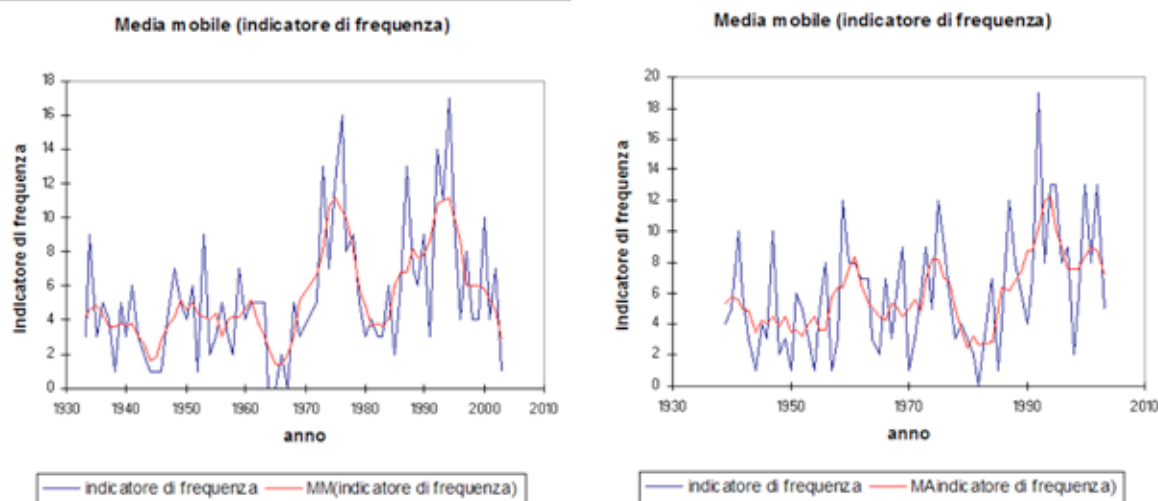 Media mobile (indicatore di frequenza)
18
16
14
12
10
8
6
4
2
0
Indicatore di frequenza
1930 1940 1950 1960 1970 1980 1990 2000 2010
anno
indicatore di frequenza MM(indicatore di frequenza)
Media mobile (indicatore di frequenza)
20
18
16
14
12
10
8
6
4
2
0
Indicatore di frequenza
1930 1950 1970 1990 2010
anno
indicatore di frequenza MAindicatore di frequenza)